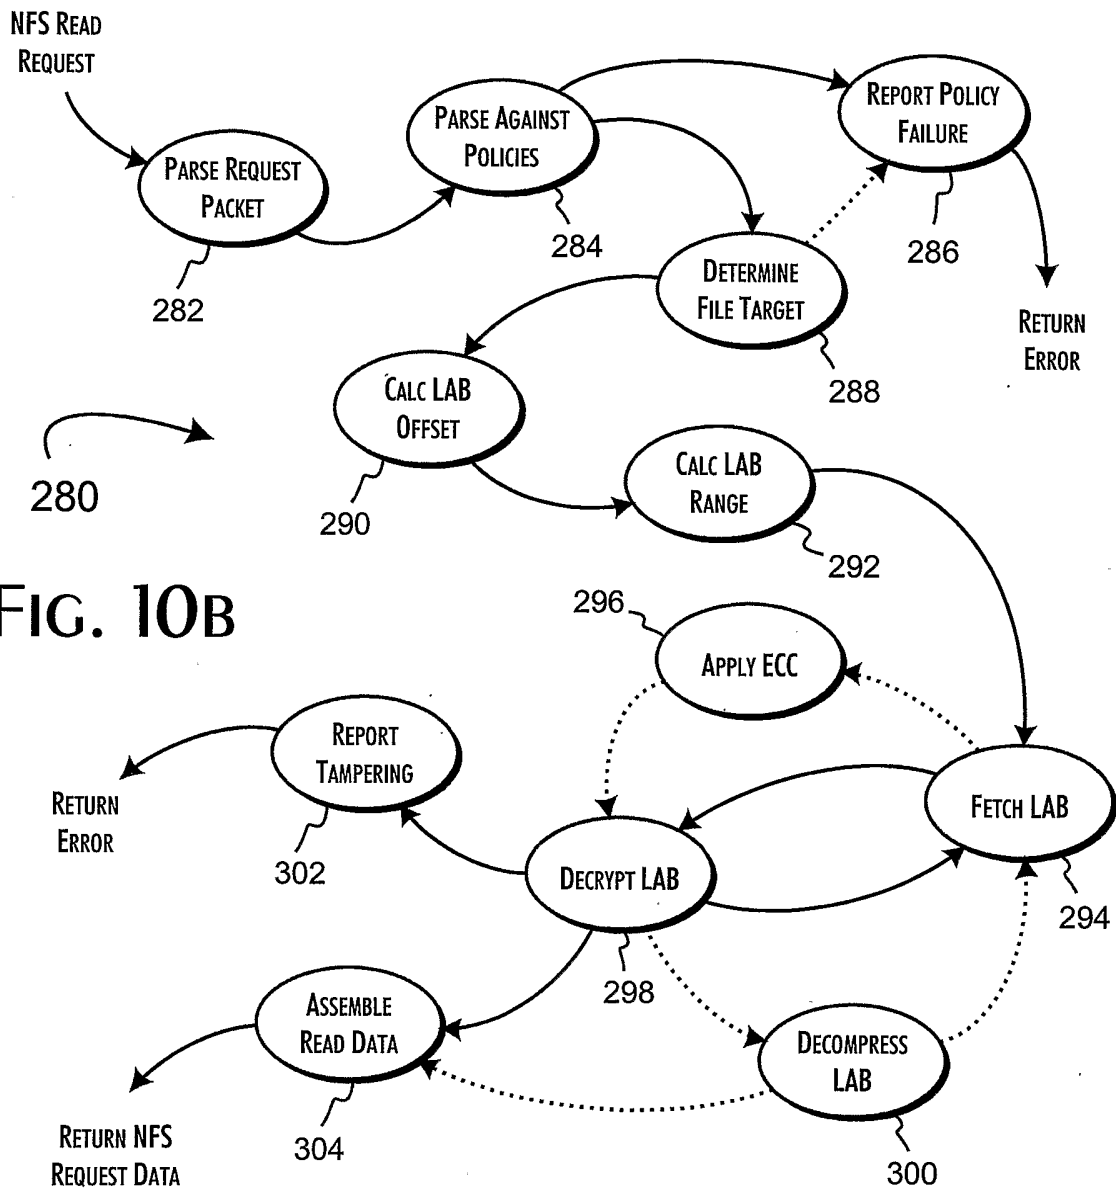 NFS READ
REQUEST
PARSE REQUEST
PACKET
282
PARSE AGAINST
POLICIES
284
REPORT POLICY
FAILURE
286
RETURN
ERROR
DETERMINE
FILE TARGET
288
CALC LAB
OFFSET
290
280
CALC LAB
RANGE
292
FIG. 10B
296
APPLY ECC
REPORT
TAMPERING
302
RETURN
ERROR
FETCH LAB
294
DECRYPT LAB
298
ASSEMBLE
READ DATA
304
DECOMPRESS
LAB
300
RETURN NFS
REQUEST DATA